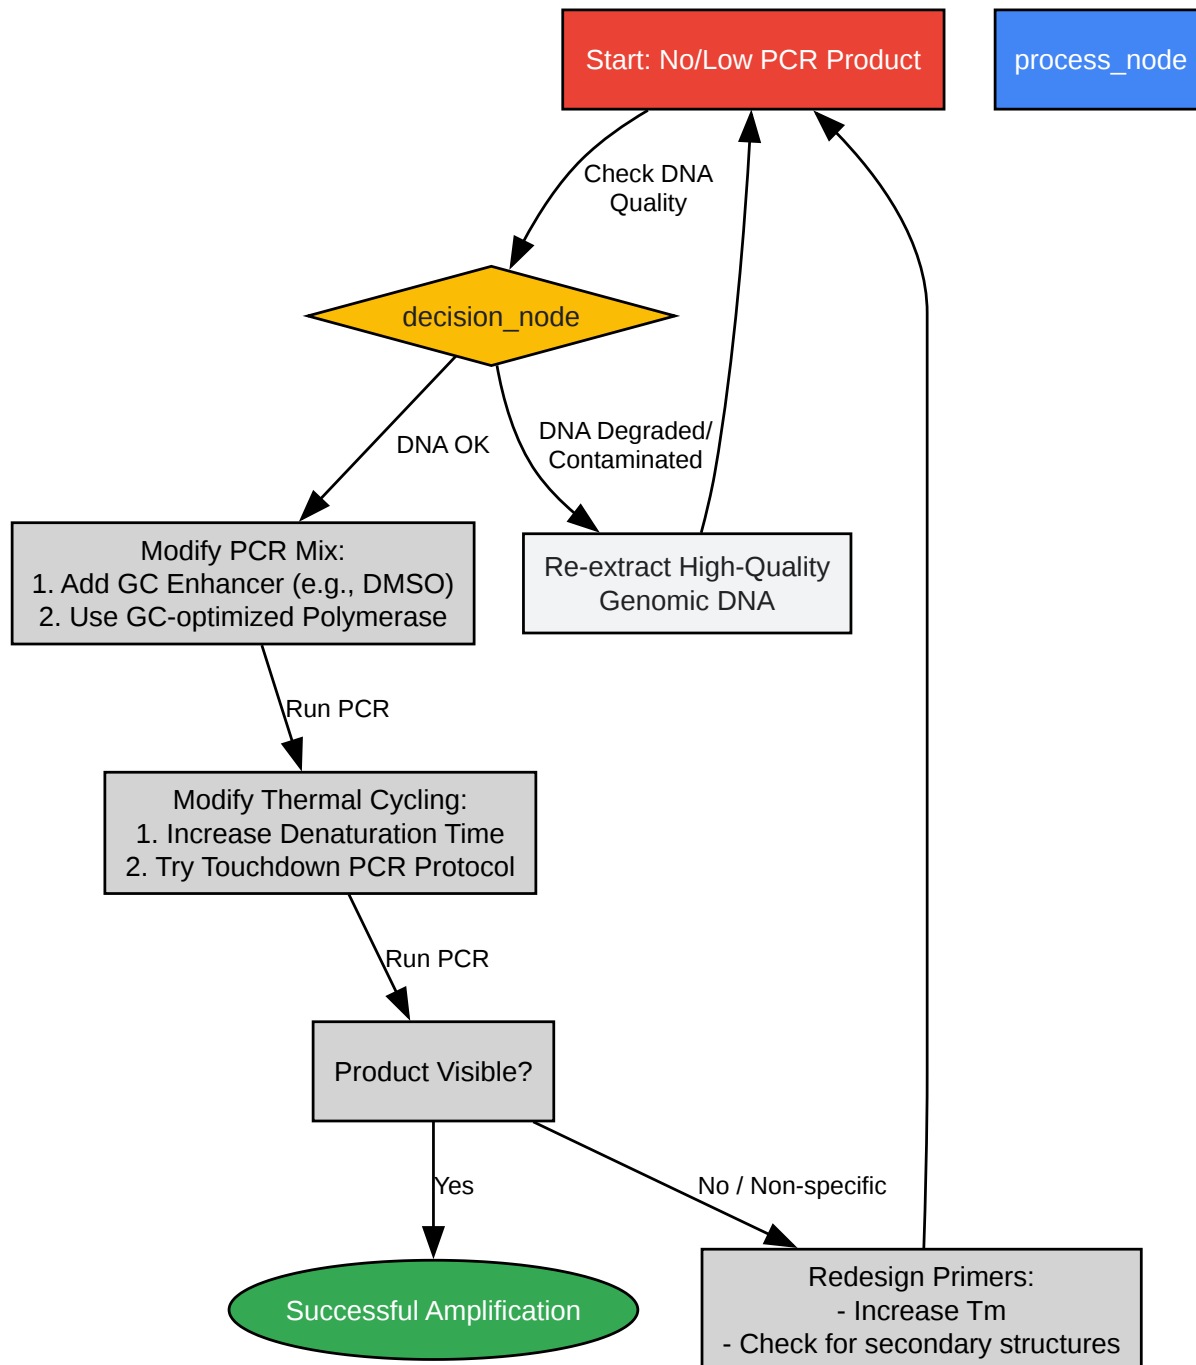 Start: No/Low PCR Product
process_node
Check DNA
Quality
decision_node
DNA OK
DNA Degraded/
Contaminated
Modify PCR Mix:
1. Add GC Enhancer (e.g., DMSO)
2. Use GC-optimized Polymerase
Re-extract High-Quality
Genomic DNA
Run PCR
Modify Thermal Cycling:
1. Increase Denaturation Time
2. Try Touchdown PCR Protocol
Run PCR
Product Visible?
Yes
No / Non-specific
Successful Amplification
Redesign Primers:
- Increase Tm
- Check for secondary structures